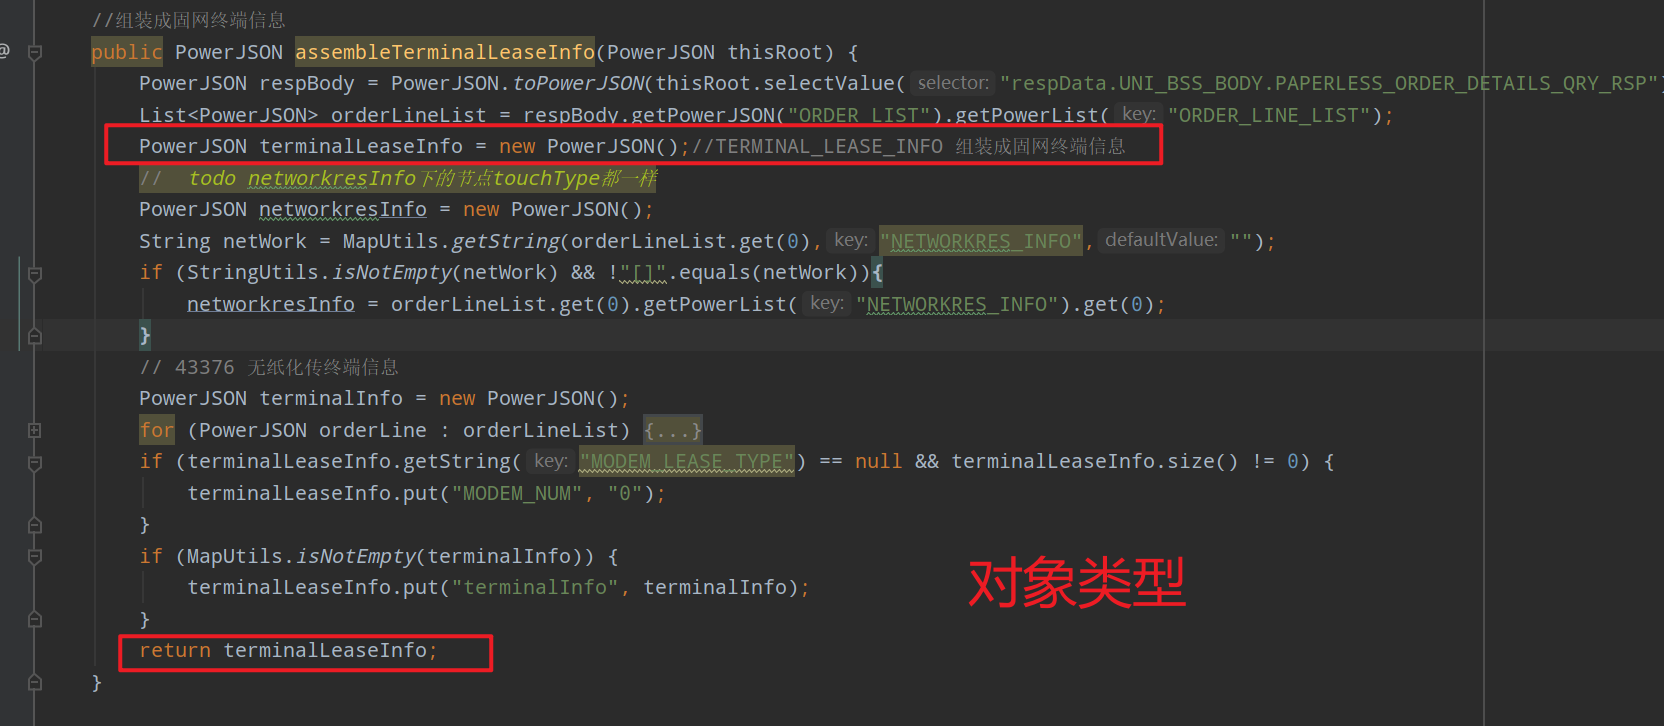 //组装成固网终端信息
@ public PowerJSON assembleTerminalLeaseInfo(PowerJSON thisRoot) {
PowerJSON respBody = PowerJSON.toPowerJSON(thisRoot.selectValue( selector: "respData.UNI_BSS_BODY.PAPERLESS_ORDER_DETAILS_QRY_RSP")
List<PowerJSON> orderLineList = respBody.getPowerJSON("ORDER_LIST").getPowerList( key: "ORDER_LINE_LIST");
PowerJSON terminalLeaseInfo = new PowerJSON();//TERMINAL_LEASE_INFO 组装成固网终端信息
// todo networkresInfo下的节点touchType都一样
PowerJSON networkresInfo = new PowerJSON();
String netWork = MapUtils.getString(orderLineList.get(0), key: "NETWORKRES_INFO", defaultValue: "");
if (StringUtils.isNotEmpty(netWork) && !"[]".equals(netWork)){
networkresInfo = orderLineList.get(0).getPowerList( key: "NETWORKRES_INFO").get(0);
}
// 43376 无纸化传终端信息
PowerJSON terminalInfo = new PowerJSON();
for (PowerJSON orderLine : orderLineList) {...}
if (terminalLeaseInfo.getString( key: "MODEM_LEASE_TYPE") == null && terminalLeaseInfo.size() != 0) {
terminalLeaseInfo.put("MODEM_NUM", "0");
}
if (MapUtils.isNotEmpty(terminalInfo)) {
terminalLeaseInfo.put("terminalInfo", terminalInfo);
对象类型
}
return terminalLeaseInfo;
}